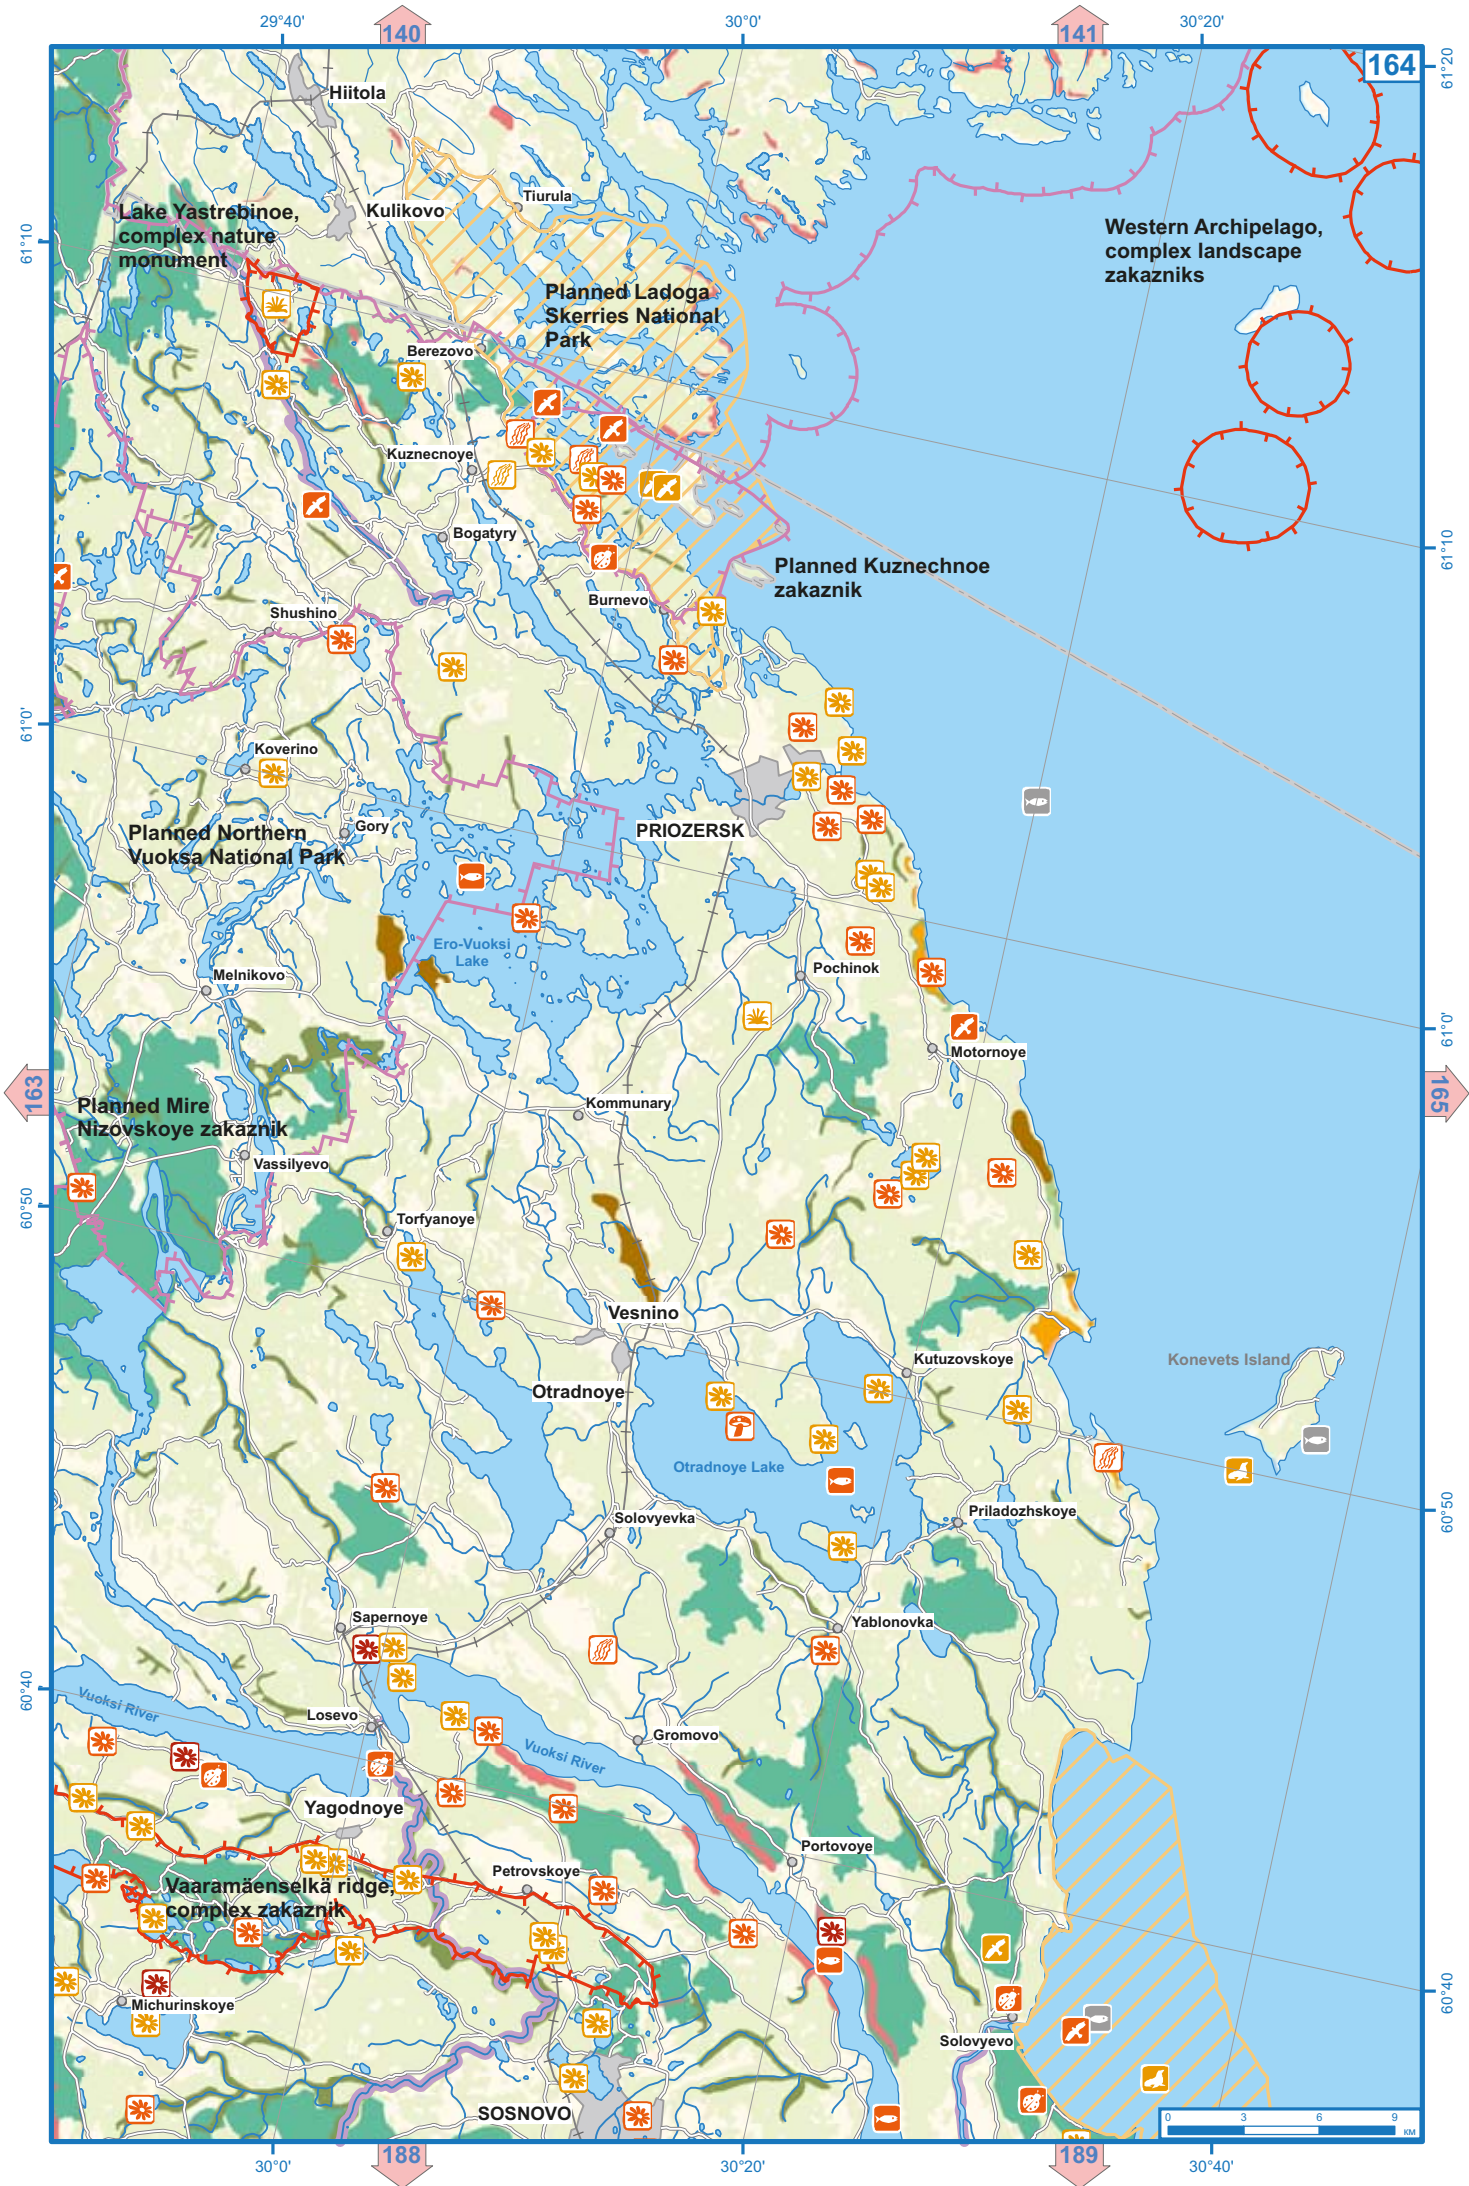 29°40'
140
30°0'
141
30°20'
164
61°20
Hiitola
Tiurula
Kulikovo
Lake Yastrebinoe,
complex nature
monument
Western Archipelago,
complex landscape
zakazniks
61°10
Planned Ladoga
Skerries National
Park
Berezovo
Kuznecnoye
Bogatyry
61°10
Planned Kuznechnoe
zakaznik
Burnevo
Shushino
61°0'
Koverino
Gory
Planned Northern
Vuoksa National Park
PRIOZERSK
Ero-Vuoksi
Lake
Pochinok
Melnikovo
61°0'
Motornoye
163
165
Planned Mire
Nizovskoye zakaznik
Kommunary
Vassilyevo
60°50
Torfyanoye
Vesnino
Kutuzovskoye
Konevets Island
Otradnoye
Otradnoye Lake
60°50
Solovyevka
Priladozhskoye
Sapernoye
Yablonovka
60°40
Vuoksi River
Losevo
Gromovo
Vuoksi River
Yagodnoye
Portovoye
Petrovskoye
Vaaramäenselkä ridge,
complex zakaznik
60°40
Michurinskoye
Solovyevo
SOSNOVO
0 3 6 9
км
30°0'
188
30°20'
189
30°40'